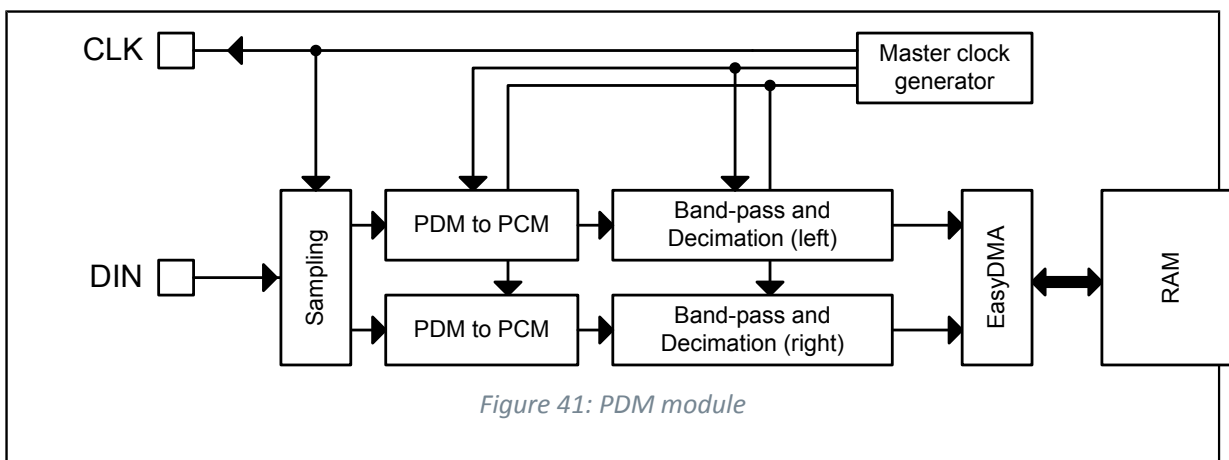 CLK
Master clock
generator
DIN
Sampling
PDM to PCM
Band-pass and
Decimation (left)
PDM to PCM
Band-pass and
Decimation (right)
EasyDMA
RAM
Figure 41: PDM module